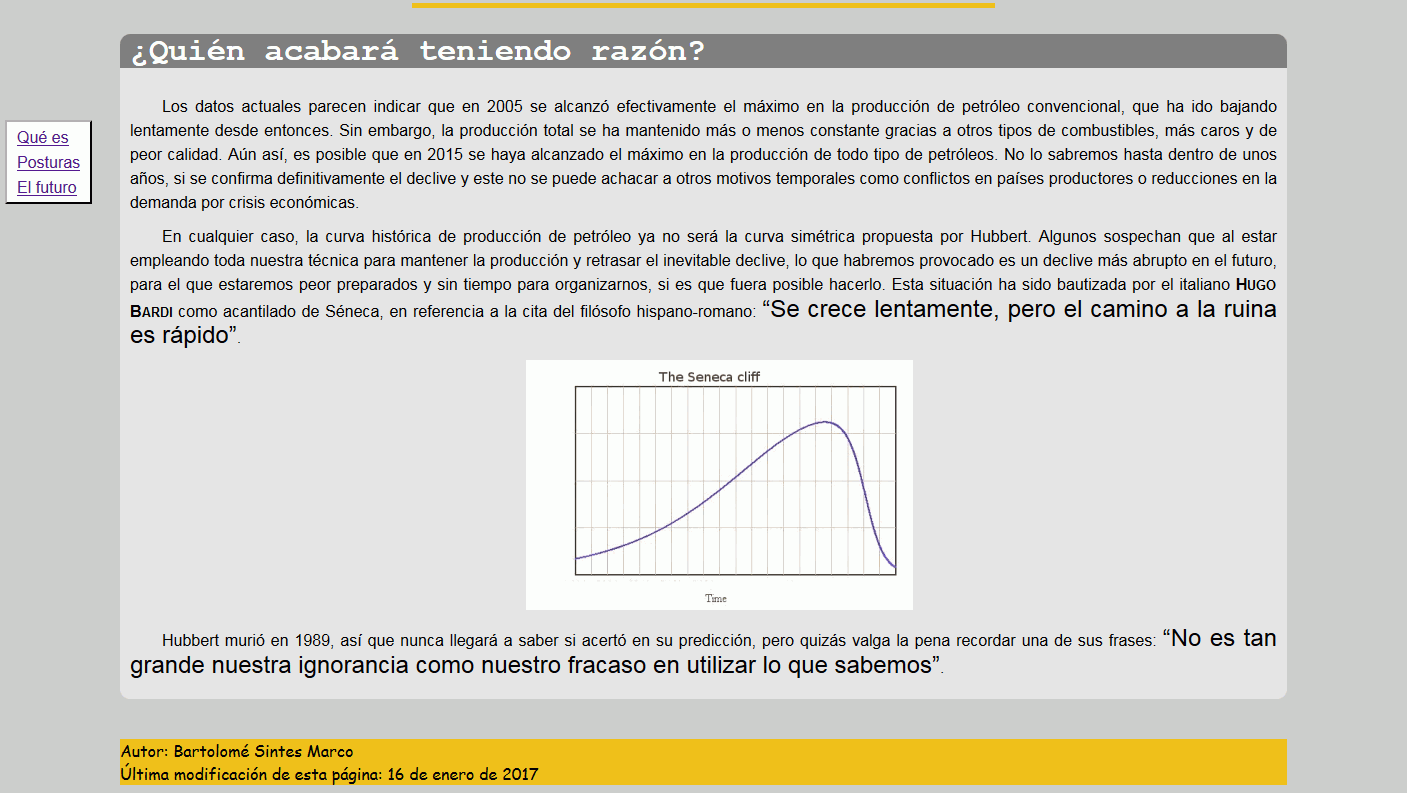 ¿Quién acabará teniendo razón?
Qué es
Posturas
El futuro
Los datos actuales parecen indicar que en 2005 se alcanzó efectivamente el máximo en la producción de petróleo convencional, que ha ido bajando
lentamente desde entonces. Sin embargo, la producción total se ha mantenido más o menos constante gracias a otros tipos de combustibles, más caros y de
peor calidad. Aún así, es posible que en 2015 se haya alcanzado el máximo en la producción de todo tipo de petróleos. No lo sabremos hasta dentro de unos
años, si se confirma definitivamente el declive y este no se puede achacar a otros motivos temporales como conflictos en países productores o reducciones en la
demanda por crisis económicas.
En cualquier caso, la curva histórica de producción de petróleo ya no será la curva simétrica propuesta por Hubbert. Algunos sospechan que al estar
empleando toda nuestra técnica para mantener la producción y retrasar el inevitable declive, lo que habremos provocado es un declive más abrupto en el futuro,
para el que estaremos peor preparados y sin tiempo para organizarnos, si es que fuera posible hacerlo. Esta situación ha sido bautizada por el italiano HUGO
BARDI como acantilado de Séneca, en referencia a la cita del filósofo hispano-romano: “Se crece lentamente, pero el camino a la ruina
es rápido”.
The Seneca cliff
Time
Hubbert murió en 1989, así que nunca llegará a saber si acertó en su predicción, pero quizás valga la pena recordar una de sus frases: “No es tan
grande nuestra ignorancia como nuestro fracaso en utilizar lo que sabemos”.
Autor: Bartolomé Sintes Marco
Última modificación de esta página: 16 de enero de 2017